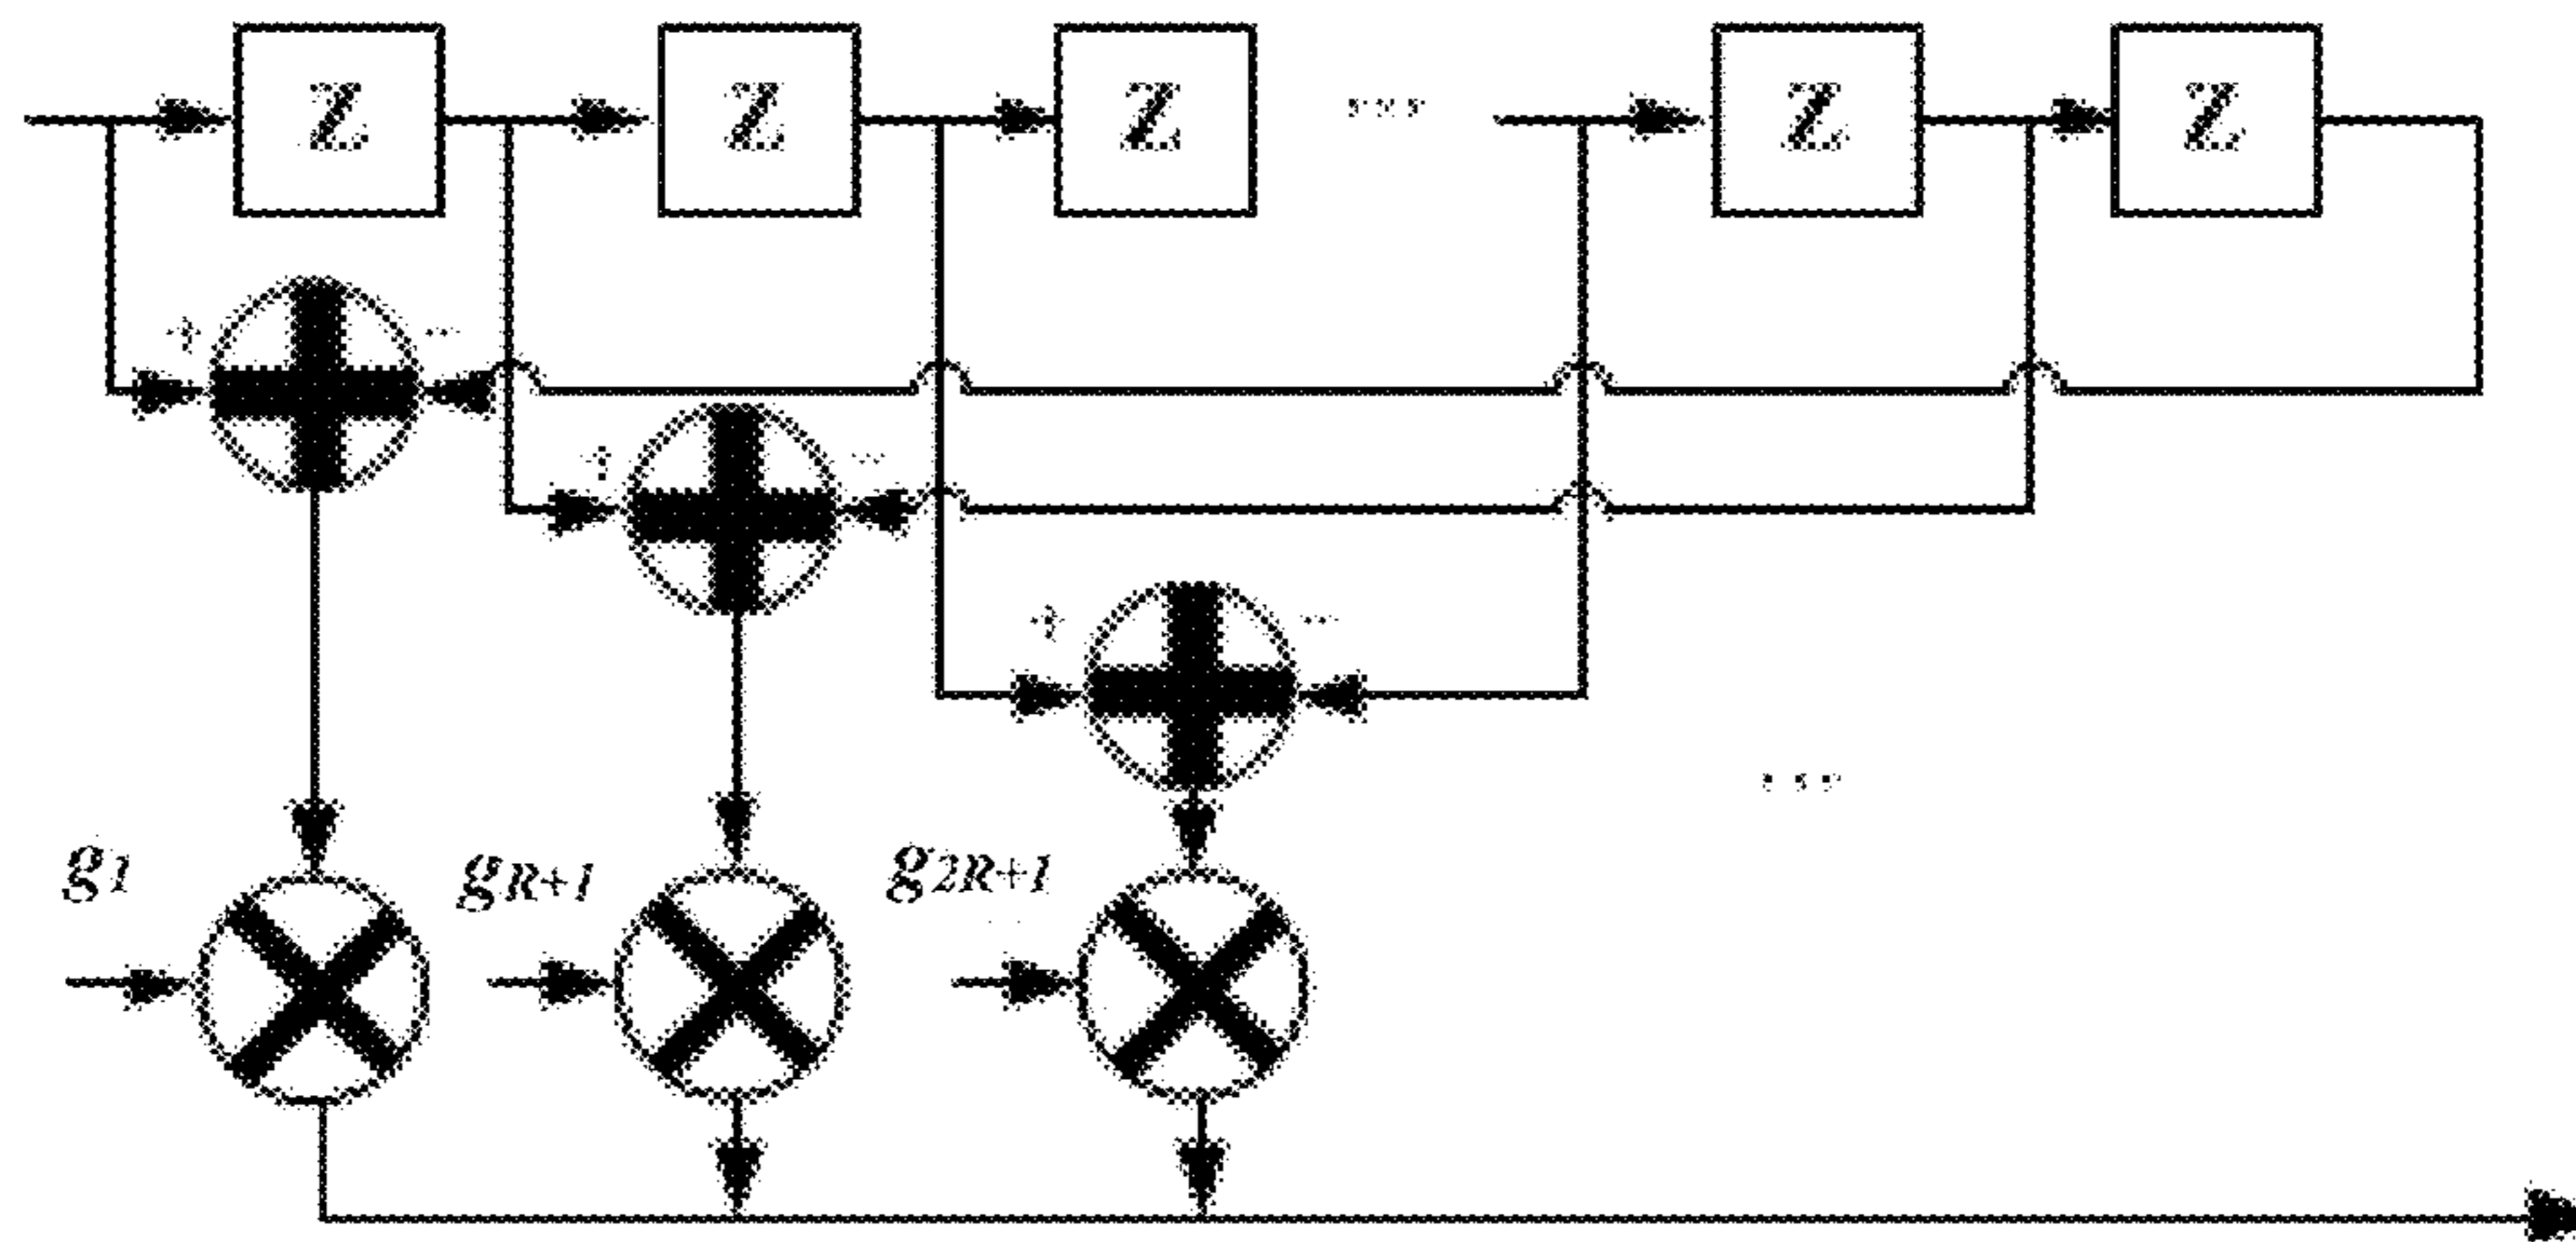 Z Z Z ... Z Z
+ -
+ -
+ -
...
g1 gR+1 g2R+1